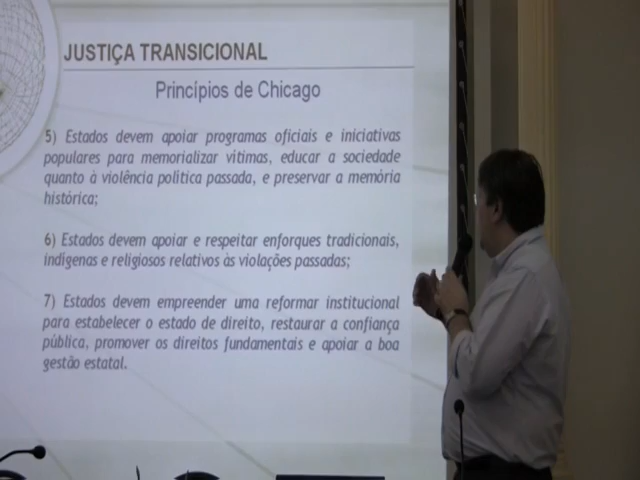 JUSTIÇA TRANSICIONAL
Princípios de Chicago
5) Estados devem apoiar programas oficiais e iniciativas
populares para memorializar vítimas, educar a sociedade
quanto à violência política passada, e preservar a memória
histórica;
6) Estados devem apoiar e respeitar enforques tradicionais,
indígenas e religiosos relativos às violações passadas;
7) Estados devem empreender uma reformar institucional
para estabelecer o estado de direito, restaurar a confiança
pública, promover os direitos fundamentais e apoiar a boa
gestão estatal.